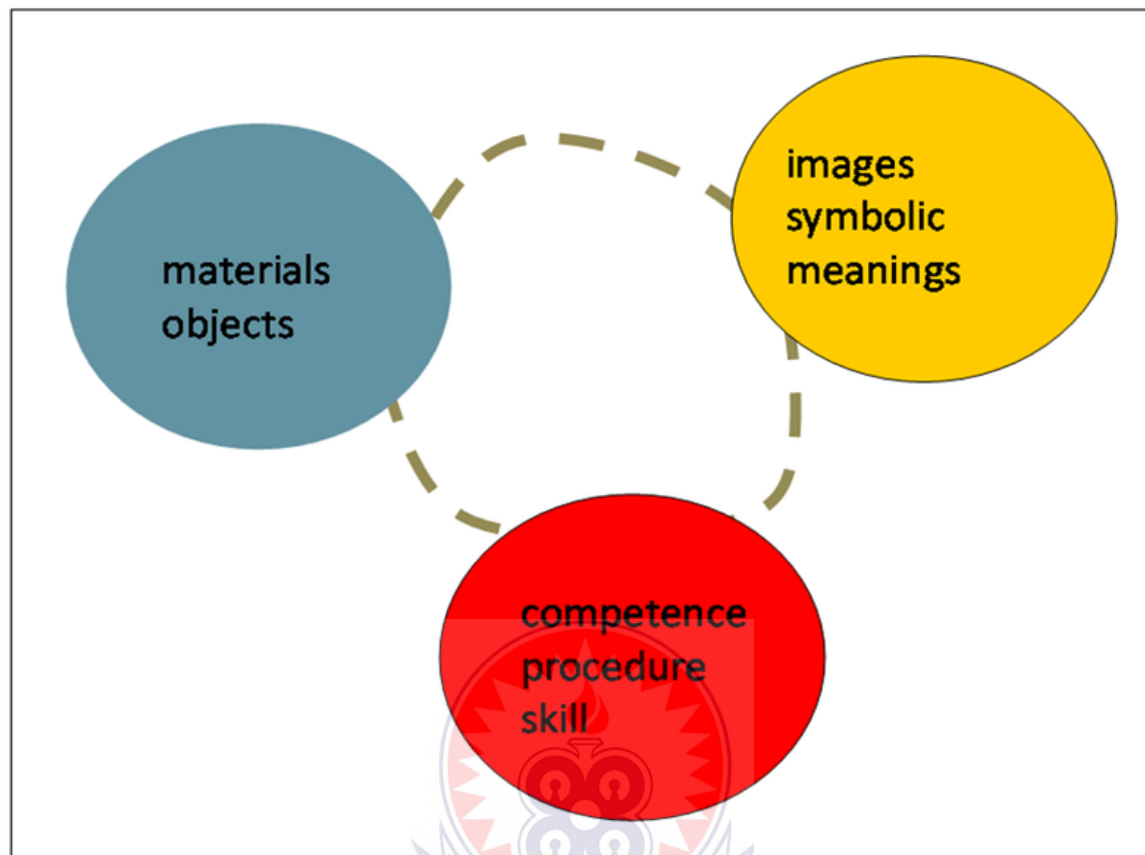 materials
objects
images
symbolic
meanings
competence
procedure
skill